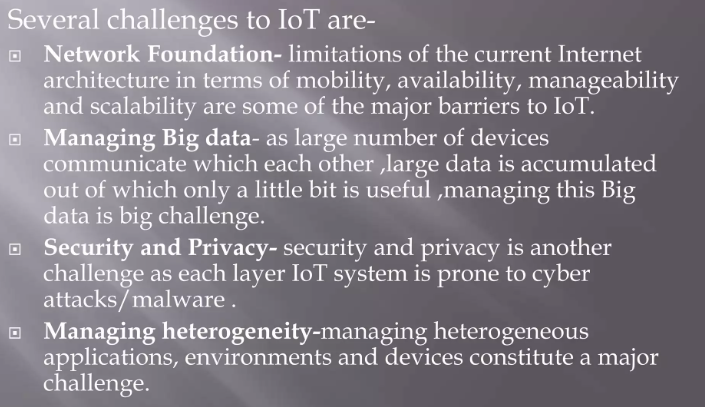 Several challenges to IoT are-
Network Foundation- limitations of the current Internet
architecture in terms of mobility, availability, manageability
and scalability are some of the major barriers to IoT.
Managing Big data- as large number of devices
communicate which each other ,large data is accumulated
out of which only a little bit is useful ,managing this Big
data is big challenge.
Security and Privacy- security and privacy is another
challenge as each layer IoT system is prone to cyber
attacks/malware .
Managing heterogeneity-managing heterogeneous
applications, environments and devices constitute a major
challenge.